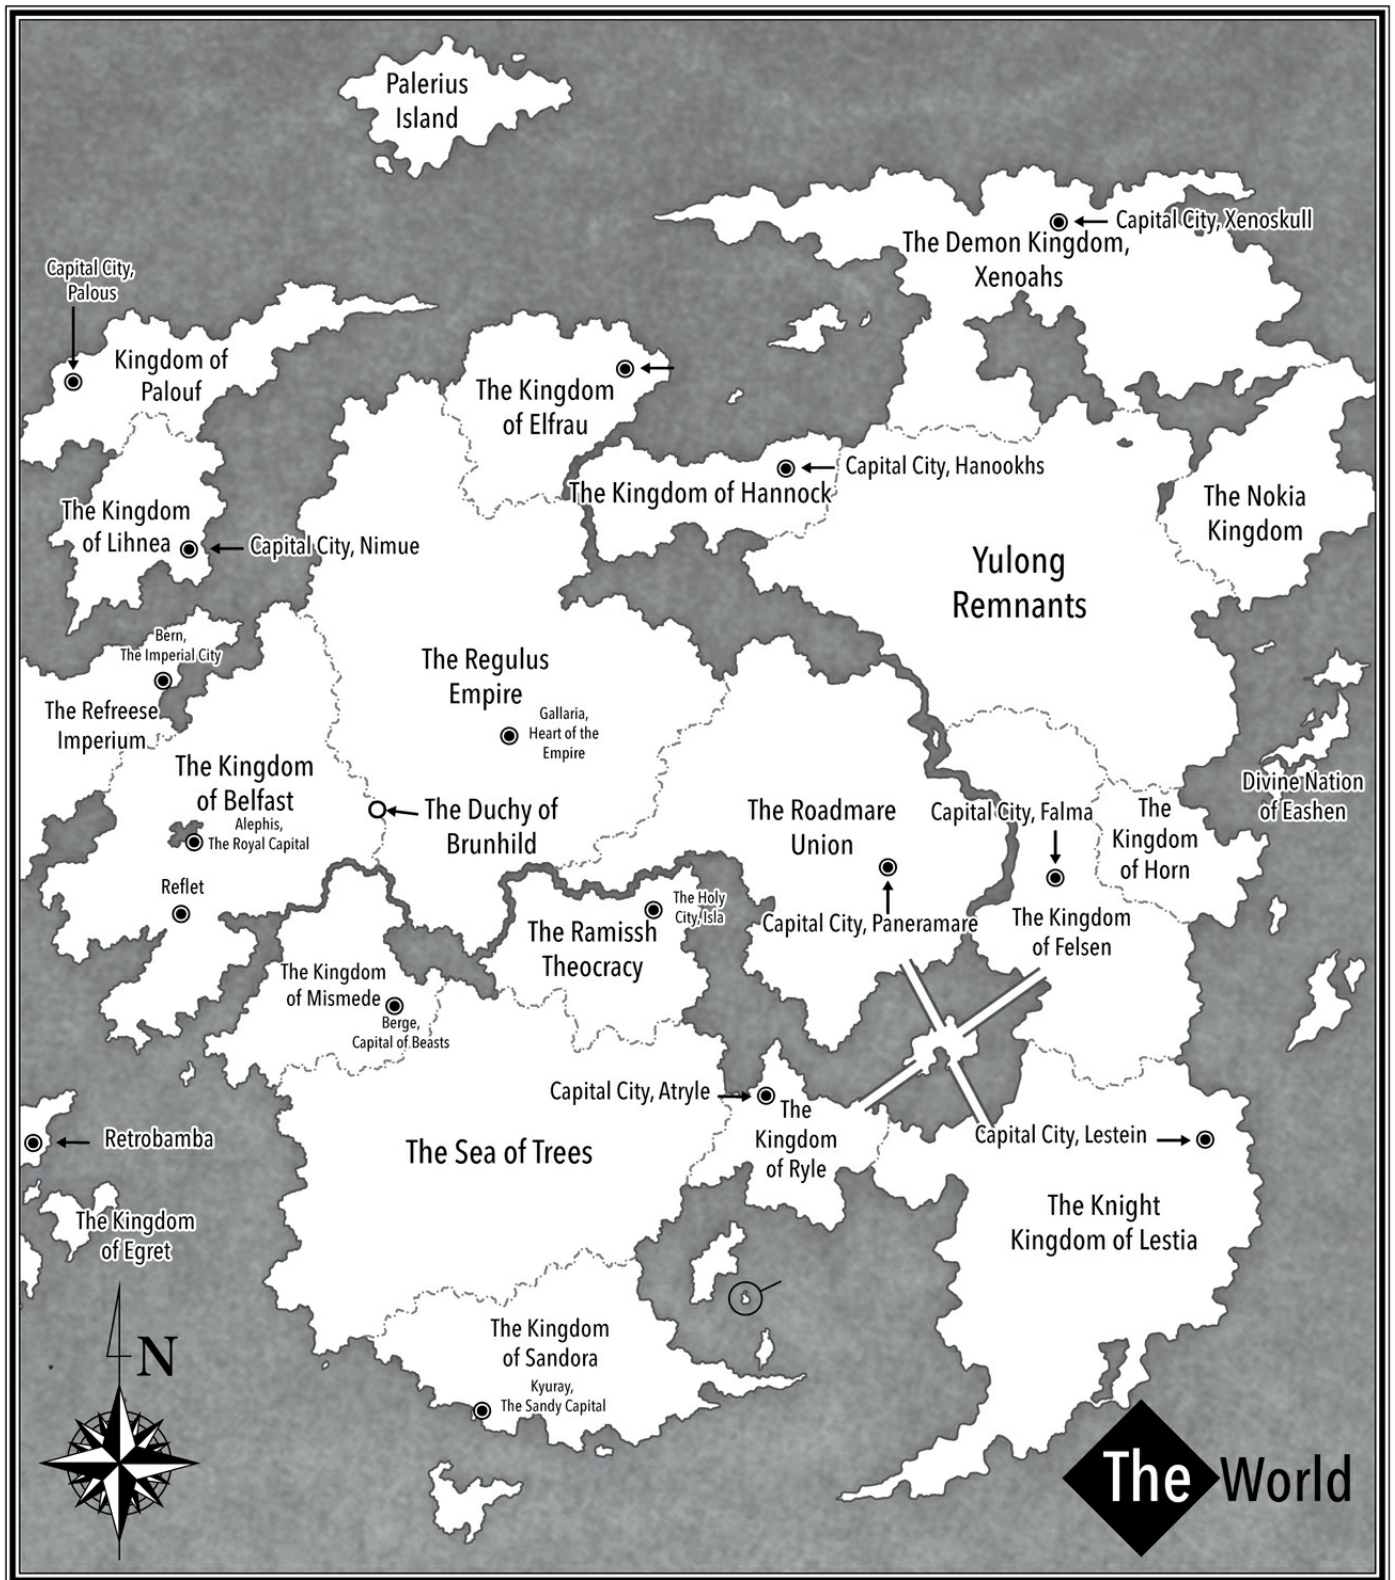 Palerius
Island
Capital City, Xenoskull
The Demon Kingdom,
Xenoahs
Capital City,
Palous
Kingdom of
Palouf
The Kingdom
of Elfrau
Capital City, Hanookhs
The Kingdom of Hannock
The Nokia
Kingdom
The Kingdom
of Lihnea
Capital City, Nimue
Yulong
Remnants
Bern,
The Imperial City
The Refreese
Imperium
The Regulus
Empire
Gallaria,
Heart of the
Empire
The Kingdom
of Belfast
Alephis,
The Royal Capital
The Duchy of
Brunhild
The Roadmare
Union
Capital City, Falma
The
Kingdom
of Horn
Divine Nation
of Eashen
Reflet
The Holy
City, Isla
The Ramissh
Theocracy
Capital City, Paneramare
The Kingdom
of Felsen
The Kingdom
of Mismede
Berge,
Capital of Beasts
Capital City, Atryle
The
Kingdom
of Ryle
Retrobamba
The Sea of Trees
Capital City, Lestein
The Kingdom
of Egret
The Knight
Kingdom of Lestia
N
The Kingdom
of Sandora
Kyuray,
The Sandy Capital
The World